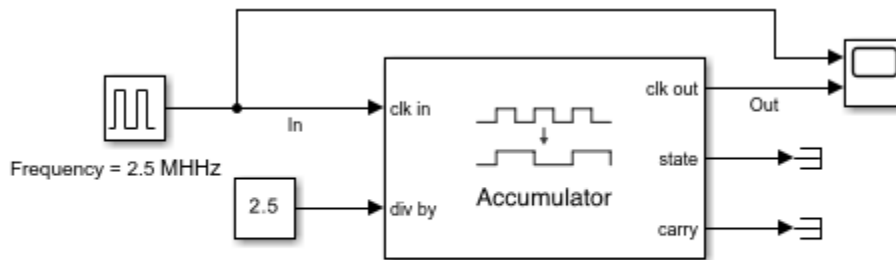 clk in
clk out
In
Out
Frequency = 2.5 MHHz
state
2.5
div by
Accumulator
carry